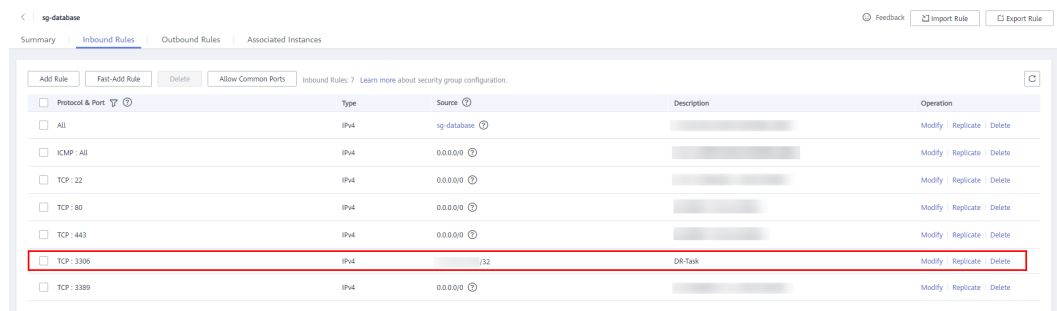 sg-database Feedback Import Rule Export Rule
Summary Inbound Rules Outbound Rules Associated Instances
Add Rule Fast-Add Rule Delete Allow Common Ports Inbound Rules: 7 Learn more about security group configuration.
Protocol & Port Type Source Description Operation
All IPv4 sg-database Modify Replicate Delete
ICMP : All IPv4 0.0.0.0/0 Modify Replicate Delete
TCP : 22 IPv4 0.0.0.0/0 Modify Replicate Delete
TCP : 80 IPv4 0.0.0.0/0 Modify Replicate Delete
TCP : 443 IPv4 0.0.0.0/0 Modify Replicate Delete
TCP : 3306 IPv4 /32 DR-Task Modify Replicate Delete
TCP : 3389 IPv4 0.0.0.0/0 Modify Replicate Delete